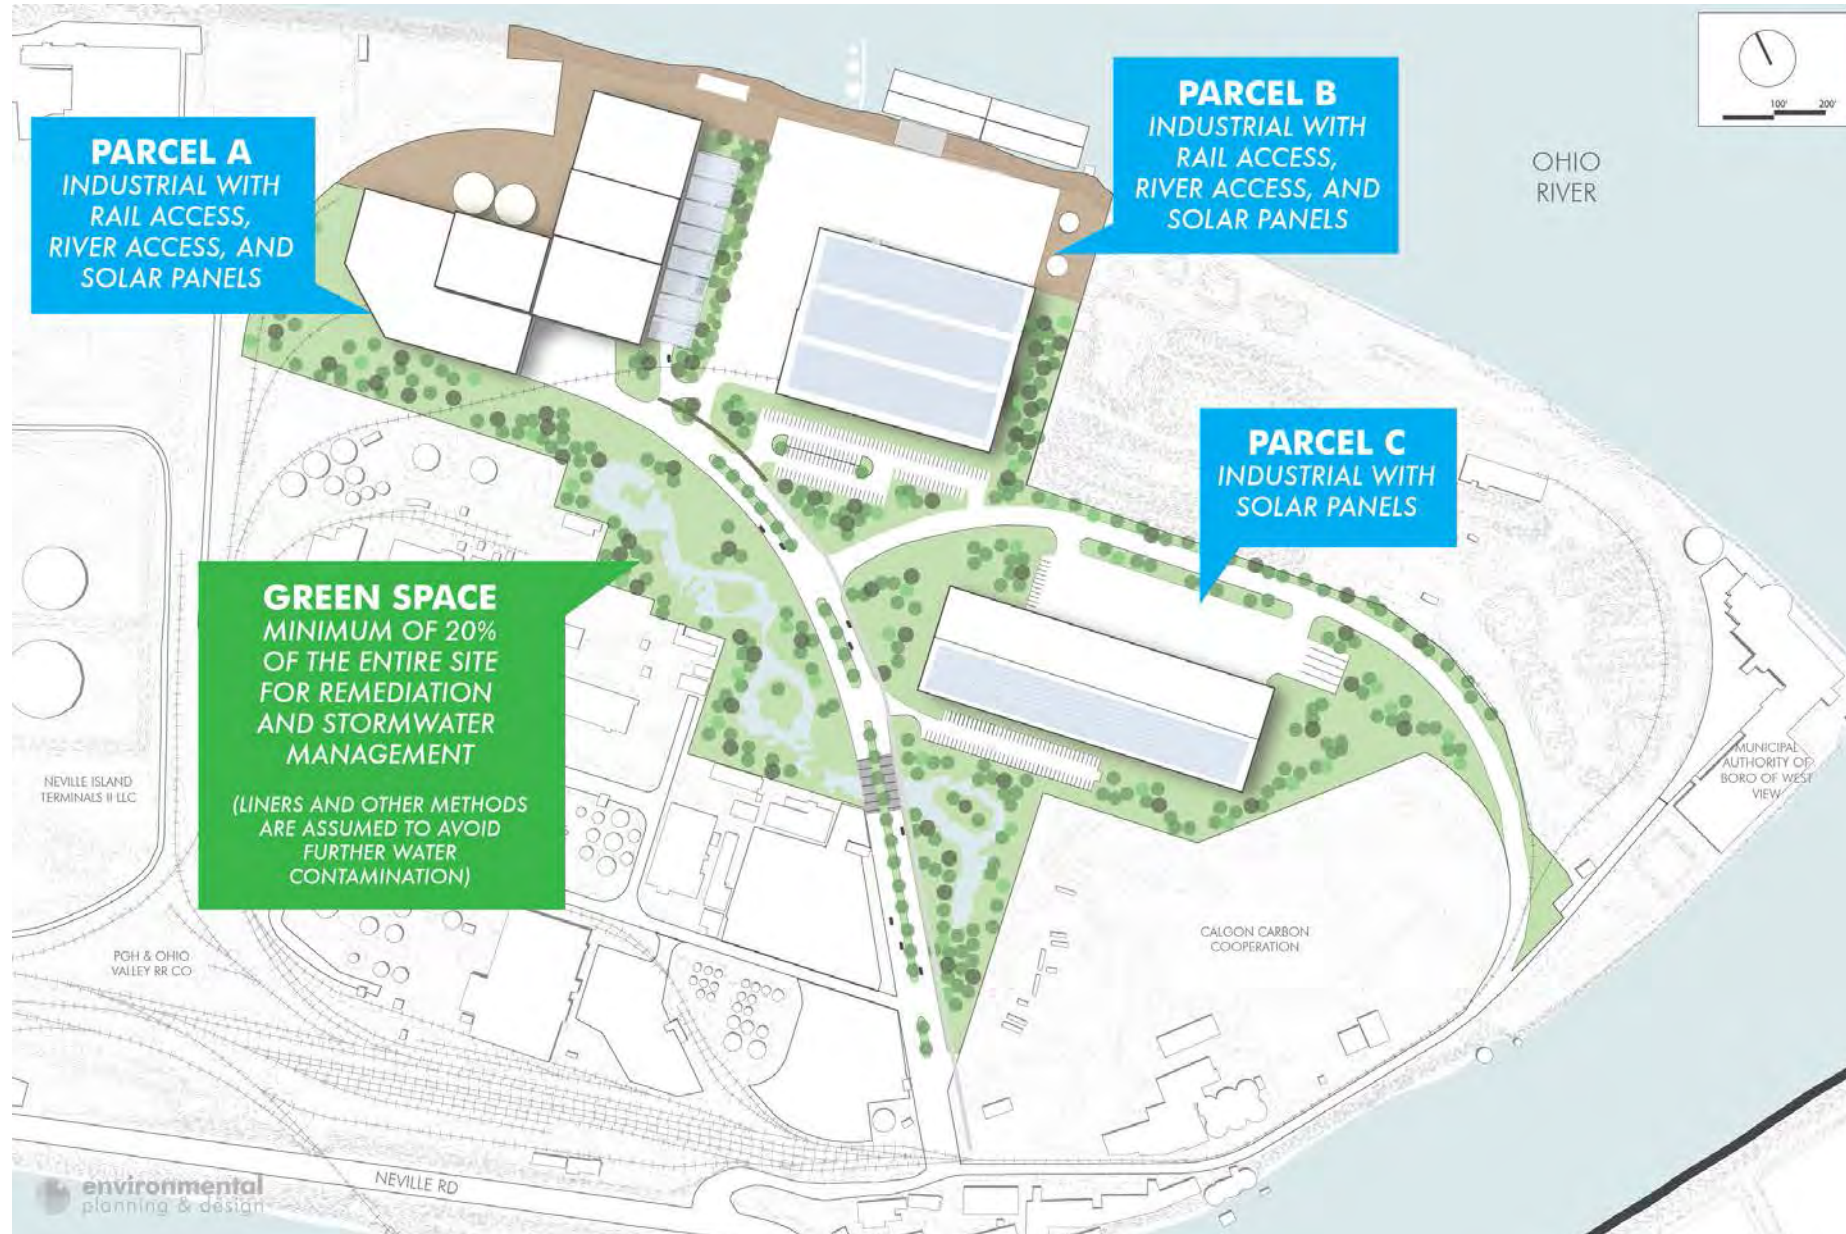 PARCEL A
INDUSTRIAL WITH
RAIL ACCESS,
RIVER ACCESS, AND
SOLAR PANELS
PARCEL B
INDUSTRIAL WITH
RAIL ACCESS,
RIVER ACCESS, AND
SOLAR PANELS
100' 200'
OHIO
RIVER
PARCEL C
INDUSTRIAL WITH
SOLAR PANELS
GREEN SPACE
MINIMUM OF 20%
OF THE ENTIRE SITE
FOR REMEDIATION
AND STORMWATER
MANAGEMENT
(LINERS AND OTHER METHODS
ARE ASSUMED TO AVOID
FURTHER WATER
CONTAMINATION)
NEVILLE ISLAND
TERMINALS II LLC
MUNICIPAL
AUTHORITY OF
BORO OF WEST
VIEW
PGH & OHIO
VALLEY RR CO
CALGON CARBON
COOPERATION
NEVILLE RD
environmental
planning & design